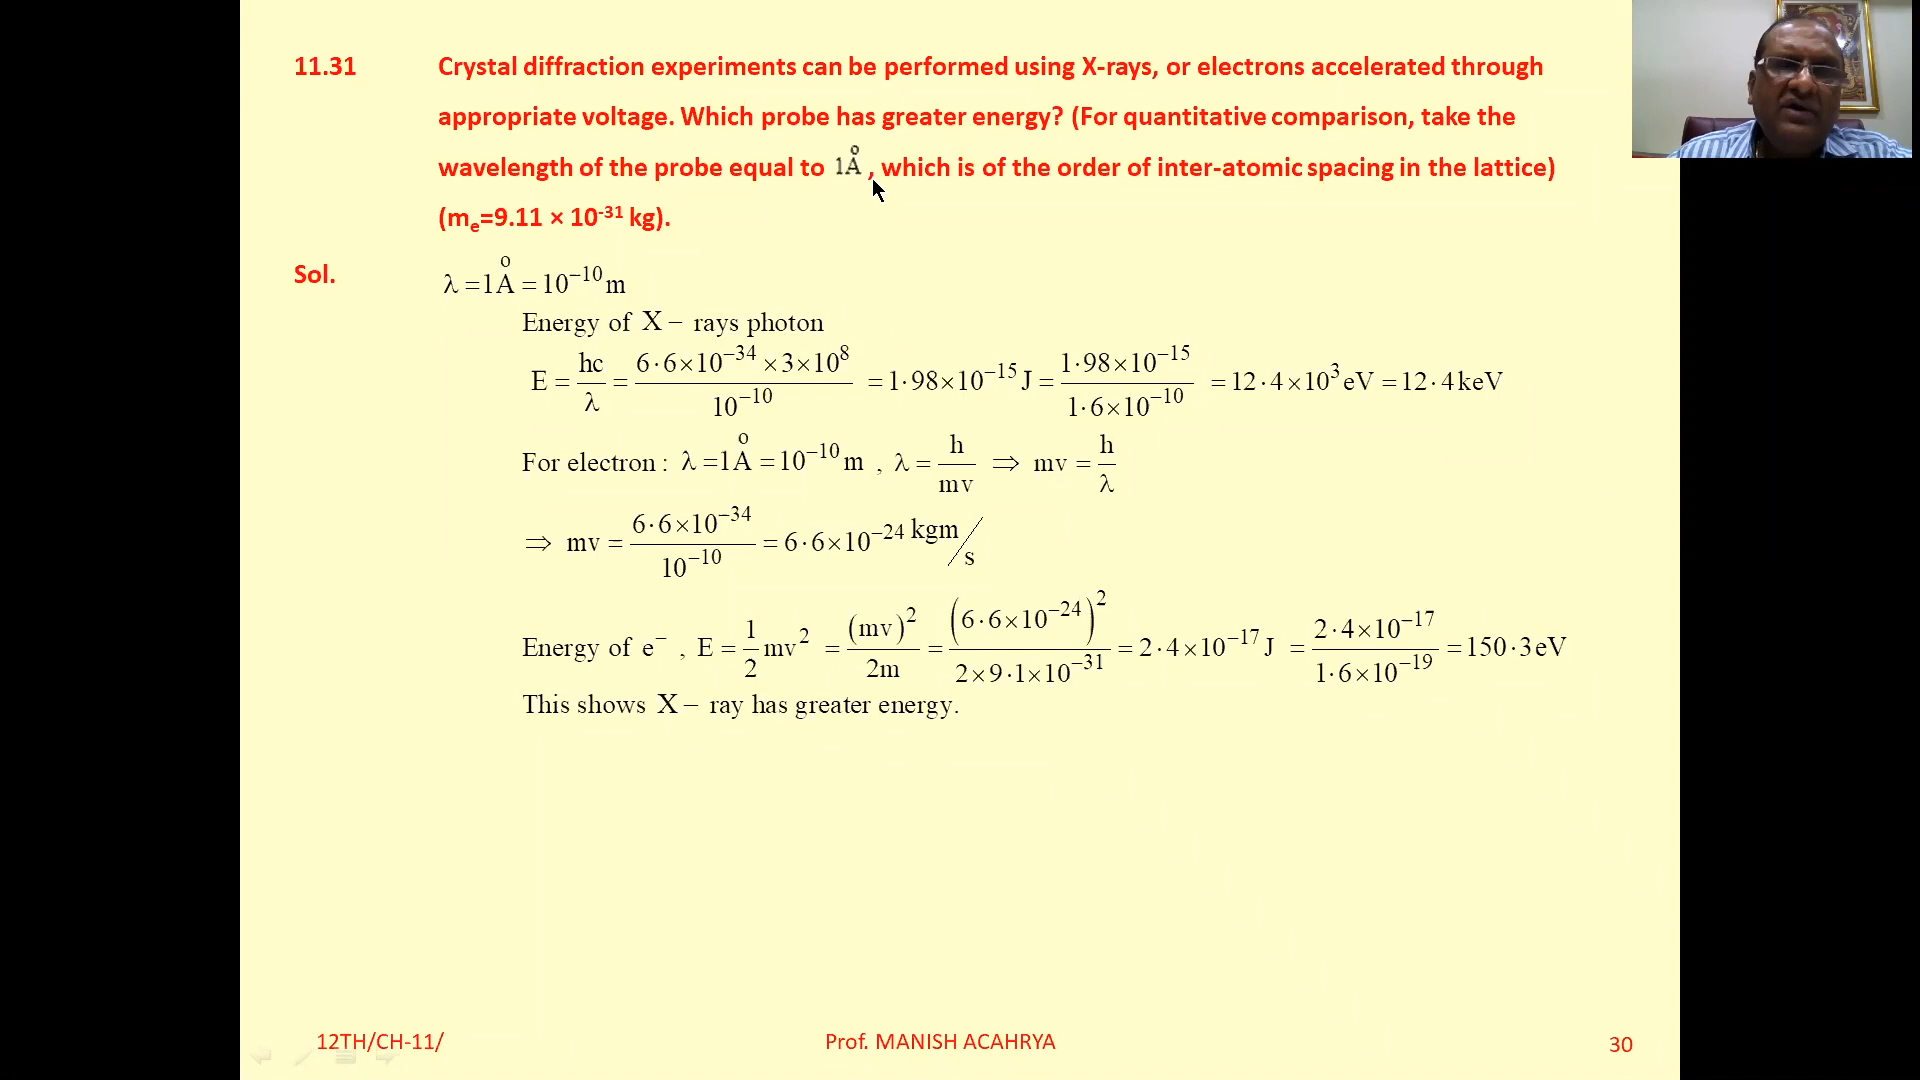 11.31 Crystal diffraction experiments can be performed using X-rays, or electrons accelerated through
appropriate voltage. Which probe has greater energy? (For quantitative comparison, take the
wavelength of the probe equal to 1Å , which is of the order of inter-atomic spacing in the lattice)
(mₑ=9.11 × 10⁻³¹ kg).
Sol. λ = 1Å = 10⁻¹⁰ m
Energy of X – rays photon
E = hc/λ = (6·6×10⁻³⁴ × 3×10⁸)/10⁻¹⁰ = 1·98×10⁻¹⁵ J = (1·98×10⁻¹⁵)/(1·6×10⁻¹⁰) = 12·4×10³ eV = 12·4 keV
For electron : λ = 1Å = 10⁻¹⁰ m , λ = h/mv ⇒ mv = h/λ
⇒ mv = (6·6×10⁻³⁴)/10⁻¹⁰ = 6·6×10⁻²⁴ kgm/s
Energy of e⁻ , E = 1/2 mv² = (mv)²/2m = (6·6×10⁻²⁴)²/(2×9·1×10⁻³¹) = 2·4×10⁻¹⁷ J = (2·4×10⁻¹⁷)/(1·6×10⁻¹⁹) = 150·3 eV
This shows X – ray has greater energy.
12TH/CH-11/ Prof. MANISH ACAHRYA 30